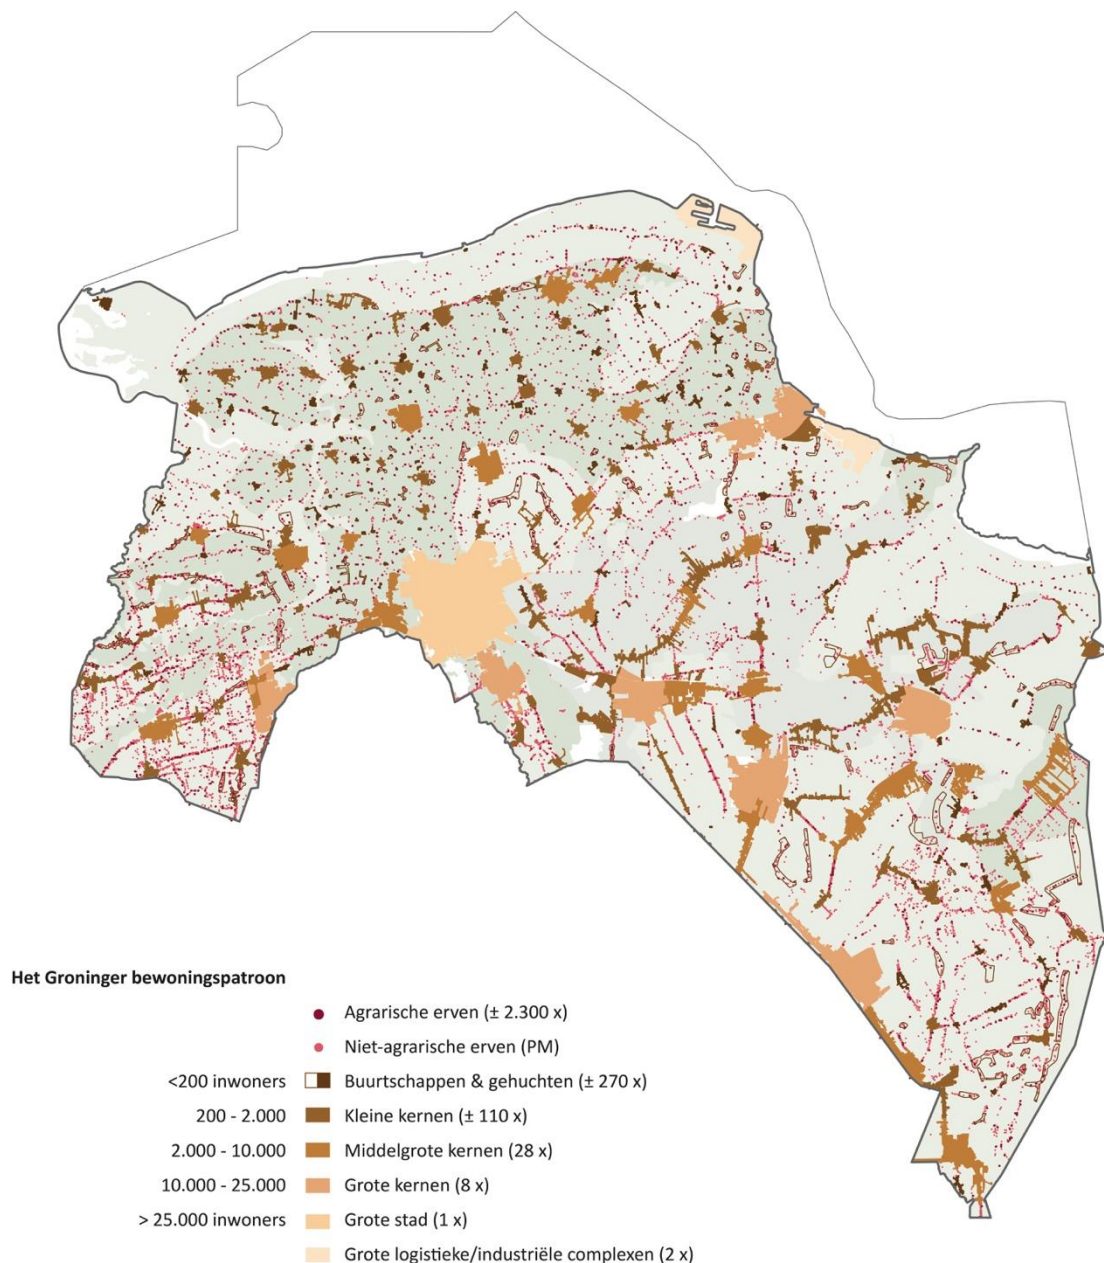 Het Groninger bewoningspatroon
Agrarische erven (± 2.300 x)
Niet-agrarische erven (PM)
<200 inwoners Buurtschappen & gehuchten (± 270 x)
200 - 2.000 Kleine kernen (± 110 x)
2.000 - 10.000 Middelgrote kernen (28 x)
10.000 - 25.000 Grote kernen (8 x)
> 25.000 inwoners Grote stad (1 x)
Grote logistieke/industriële complexen (2 x)